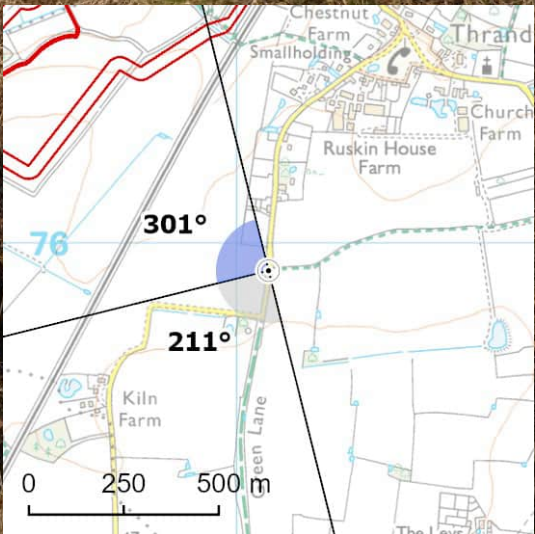 Chestnut
Farm
Smallholding
Thrand
Church
Farm
Ruskin House
Farm
301°
76
211°
Kiln
Farm
Green Lane
0 250 500 m
The Leys